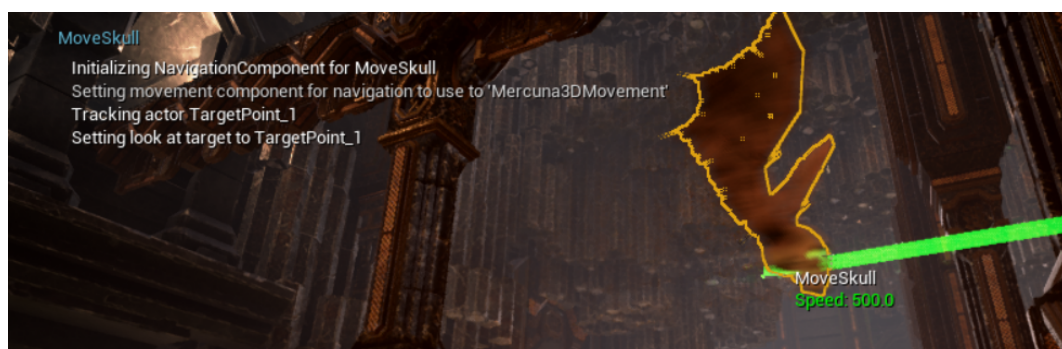 MoveSkull
Initializing NavigationComponent for MoveSkull
Setting movement component for navigation to use to 'Mercuna3DMovement'
Tracking actor TargetPoint_1
Setting look at target to TargetPoint_1
MoveSkull
Speed: 500.0